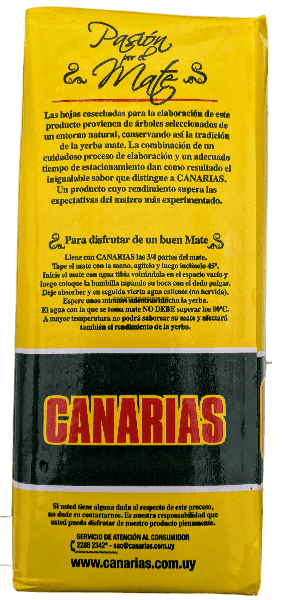 Pasión
por el
Mate
Las hojas cosechadas para la elaboración de este
producto provienen de árboles seleccionados de
un entorno natural, conservando así la tradición
de la yerba mate. La combinación de un
cuidadoso proceso de elaboración y un adecuado
tiempo de estacionamiento dan como resultado el
inigualable sabor que distingue a CANARIAS.
Un producto cuyo rendimiento supera las
expectativas del matero más experimentado.
Para disfrutar de un buen Mate
Llene con CANARIAS las 3/4 partes del mate.
Tape el mate con la mano, agítelo y luego inclínelo 45º.
Inicie el mate con agua tibia volcándola en el espacio vacío y
luego coloque la bombilla tapando su boca con el dedo pulgar.
Deje absorber y en seguida vierta agua caliente (no hervida).
Espere unos minutos mientras hincha la yerba.
El agua con la que se toma mate NO DEBE superar los 80ºC.
A mayor temperatura no podrá saborear su mate y afectará
también el rendimiento de la yerba.
CANARIAS
Si usted tiene alguna duda al respecto de este proceso,
no dude en contactarnos. Es nuestra responsabilidad que
usted pueda disfrutar de nuestro producto plenamente.
SERVICIO DE ATENCIÓN AL CONSUMIDOR
2288 2342* - sac@canarias.com.uy
www.canarias.com.uy